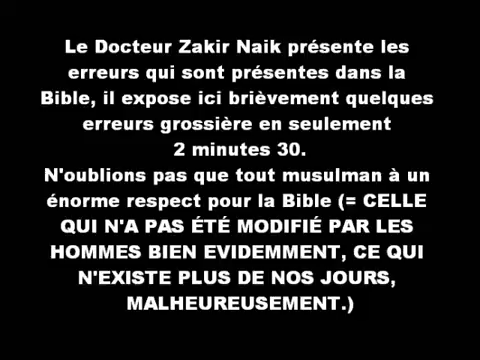 Le Docteur Zakir Naik présente les
erreurs qui sont présentes dans la
Bible, il expose ici brièvement quelques
erreurs grossière en seulement
2 minutes 30.
N'oublions pas que tout musulman à un
énorme respect pour la Bible (= CELLE
QUI N'A PAS ÉTÉ MODIFIÉ PAR LES
HOMMES BIEN EVIDEMMENT, CE QUI
N'EXISTE PLUS DE NOS JOURS,
MALHEUREUSEMENT.)